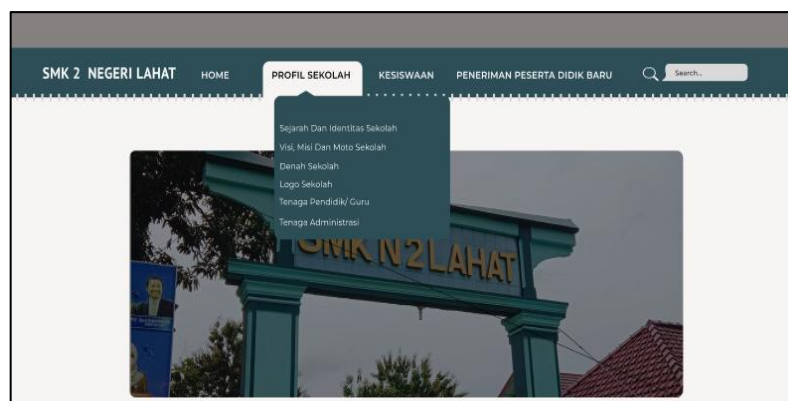 SMK 2 NEGERI LAHAT
HOME
PROFIL SEKOLAH
KESISWAAN
PENERIMAN PESERTA DIDIK BARU
Search..
Sejarah Dan Identitas Sekolah
Visi, Misi Dan Moto Sekolah
Denah Sekolah
Logo Sekolah
Tenaga Pendidik/ Guru
Tenaga Administrasi
SMK N 2 LAHAT